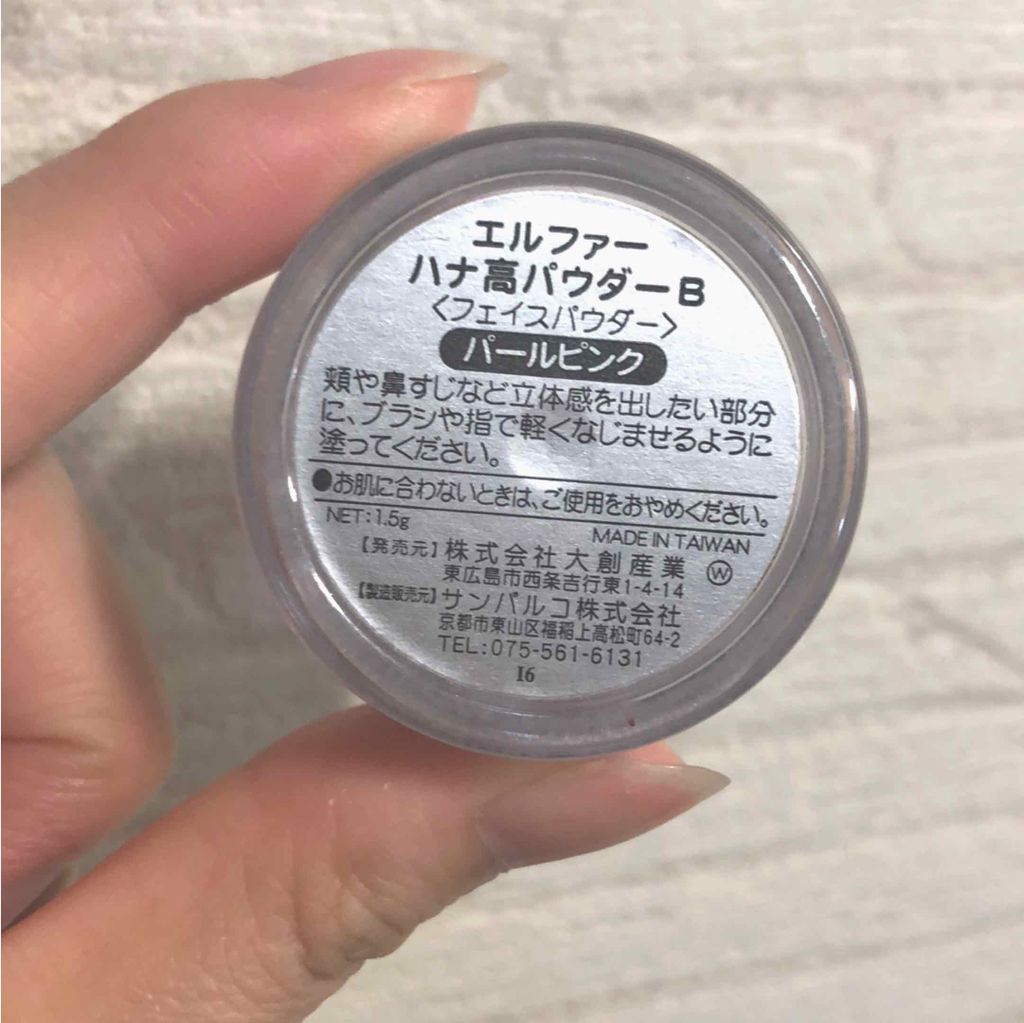 エルファー
ハナ高パウダーB
〈フェイスパウダー〉
パールピンク
頬や鼻すじなど立体感を出したい部分
に、ブラシや指で軽くなじませるように
塗ってください。
●お肌に合わないときは、ご使用をおやめください。
NET:1.5g
MADE IN TAIWAN
【発売元】株式会社大創産業 Ⓦ
東広島市西条吉行東1-4-14
【製造販売元】サンパルコ株式会社
京都市東山区福稲上高松町64-2
TEL:075-561-6131
I6